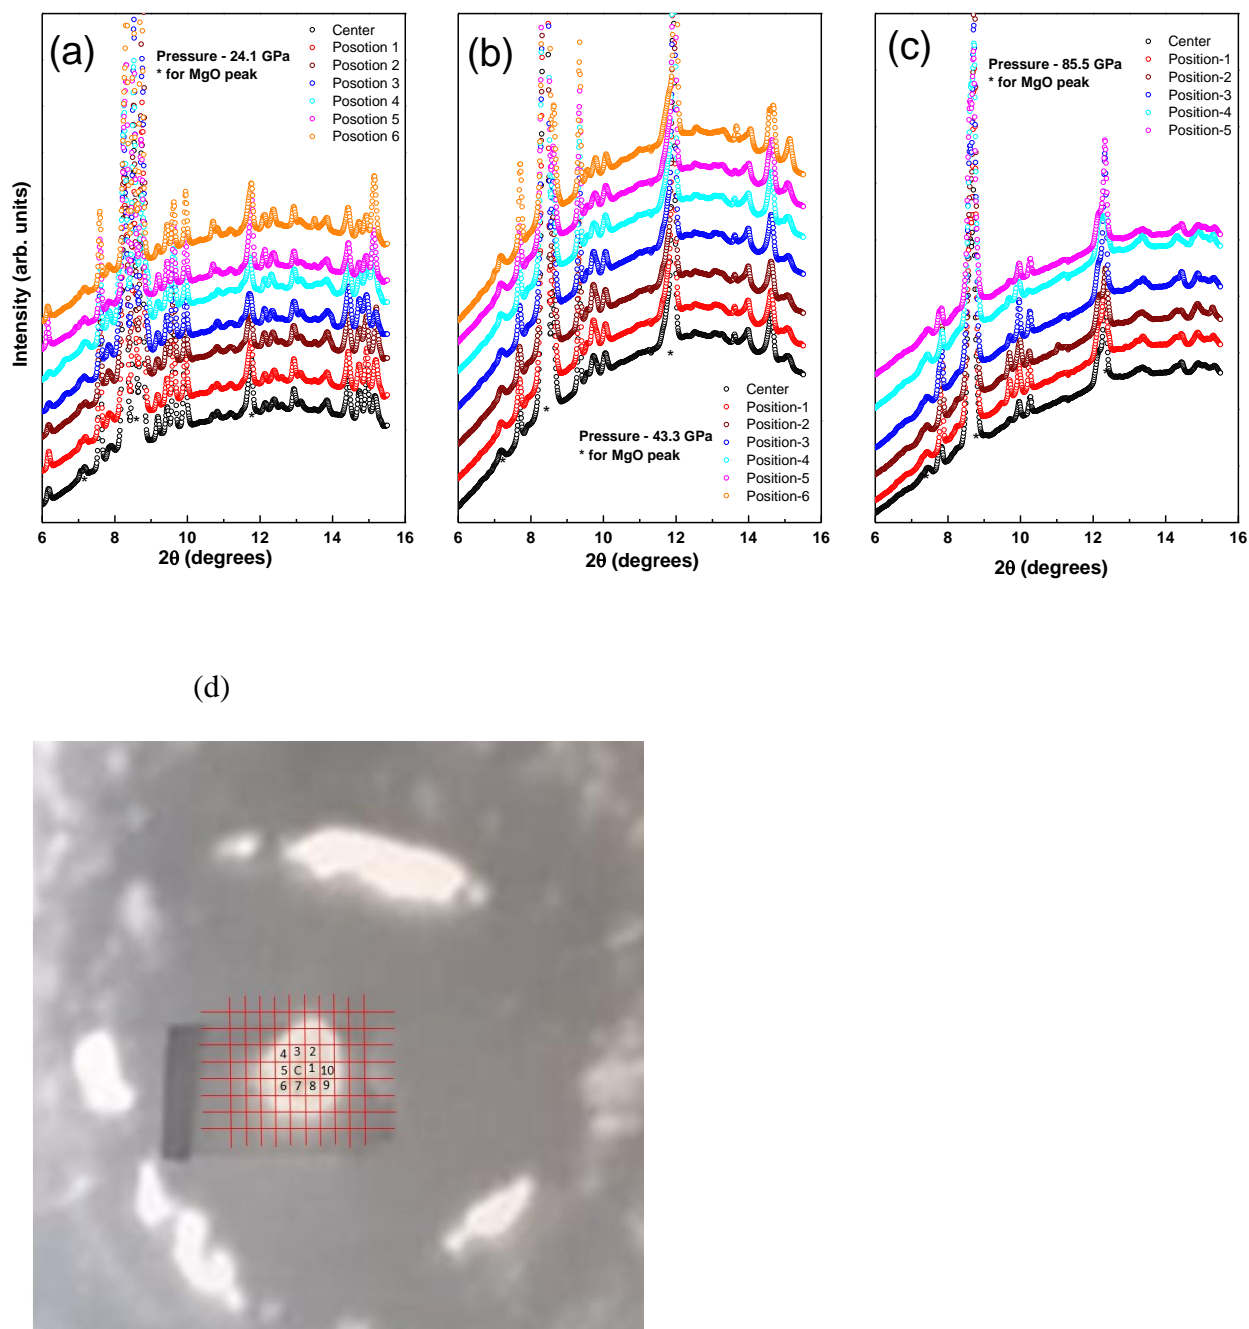 (a)
Pressure - 24.1 GPa
* for MgO peak
Center
Posotion 1
Posotion 2
Posotion 3
Posotion 4
Posotion 5
Posotion 6
Intensity (arb. units)
*
*
*
6 8 10 12 14 16
2θ (degrees)
(b)
Center
Position-1
Position-2
Position-3
Position-4
Position-5
Position-6
Pressure - 43.3 GPa
* for MgO peak
*
*
*
6 8 10 12 14 16
2θ (degrees)
(c)
Pressure - 85.5 GPa
* for MgO peak
Center
Position-1
Position-2
Position-3
Position-4
Position-5
*
*
*
6 8 10 12 14 16
2θ (degrees)
(d)
4 3 2
5 C 1 10
6 7 8 9